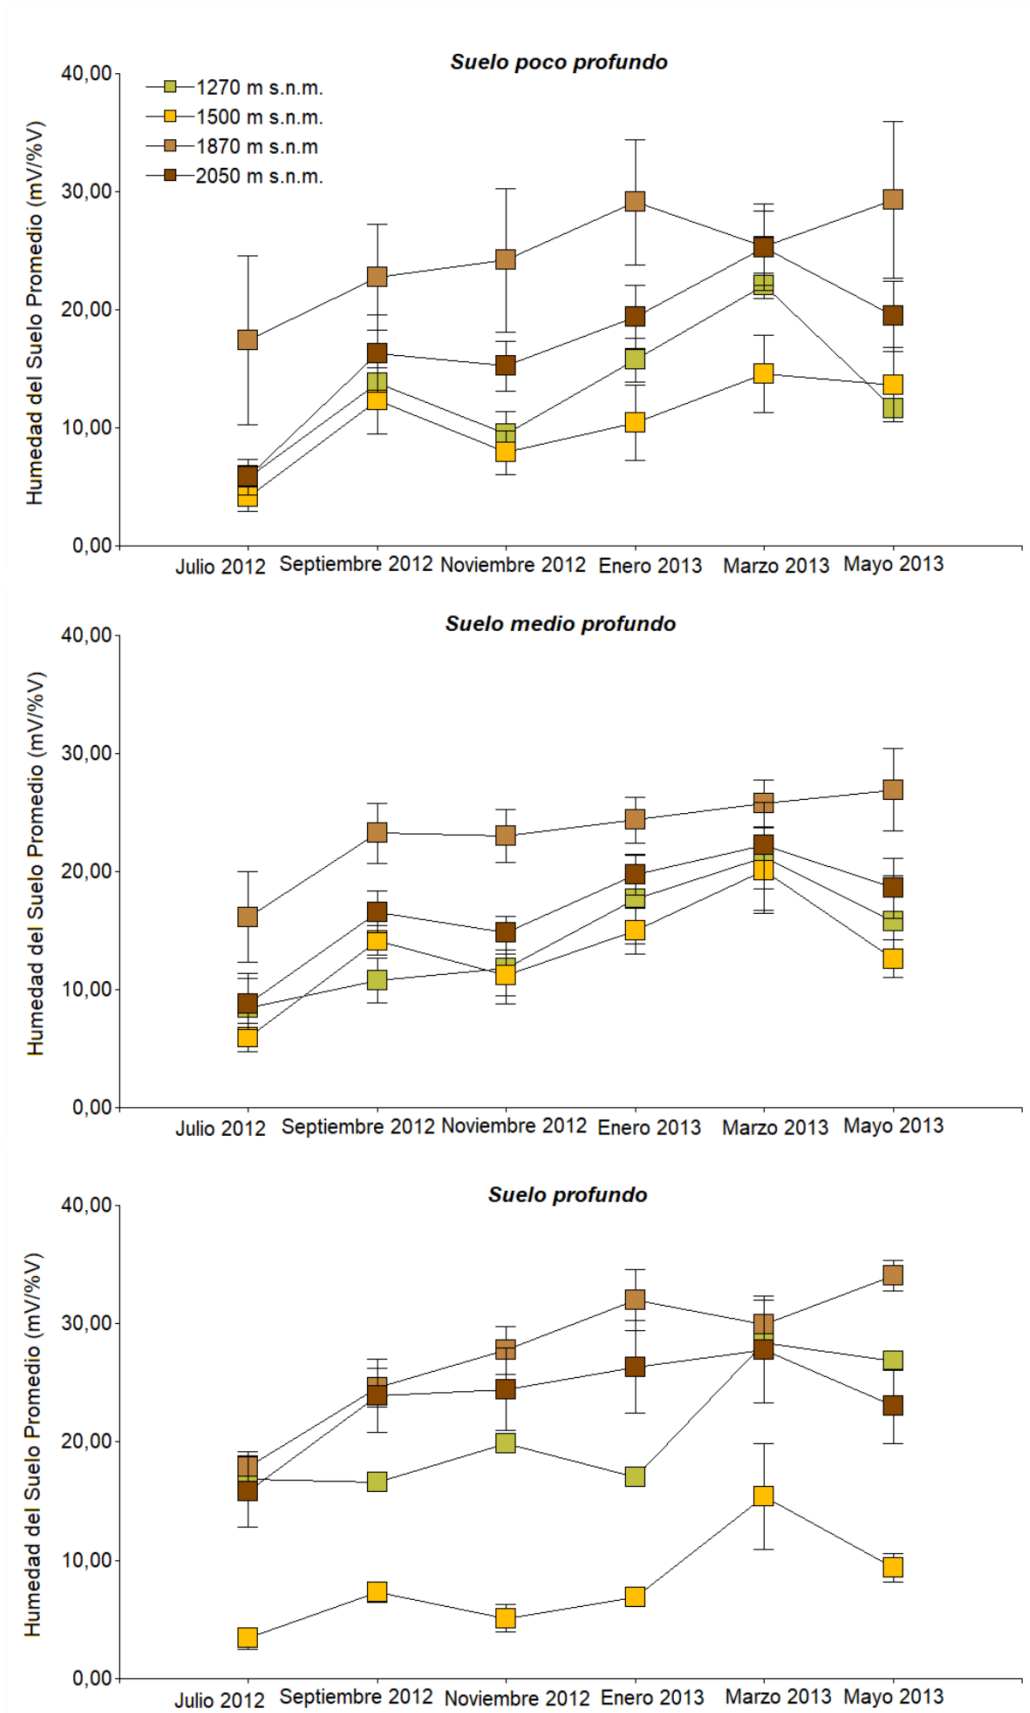 Suelo poco profundo
40,00
30,00
20,00
10,00
0,00
Humedad del Suelo Promedio (mV/%V)
1270 m s.n.m.
1500 m s.n.m.
1870 m s.n.m
2050 m s.n.m.
Julio 2012 Septiembre 2012 Noviembre 2012 Enero 2013 Marzo 2013 Mayo 2013
Suelo medio profundo
40,00
30,00
20,00
10,00
0,00
Humedad del Suelo Promedio (mV/%V)
Julio 2012 Septiembre 2012 Noviembre 2012 Enero 2013 Marzo 2013 Mayo 2013
Suelo profundo
40,00
30,00
20,00
10,00
0,00
Humedad del Suelo Promedio (mV/%V)
Julio 2012 Septiembre 2012 Noviembre 2012 Enero 2013 Marzo 2013 Mayo 2013